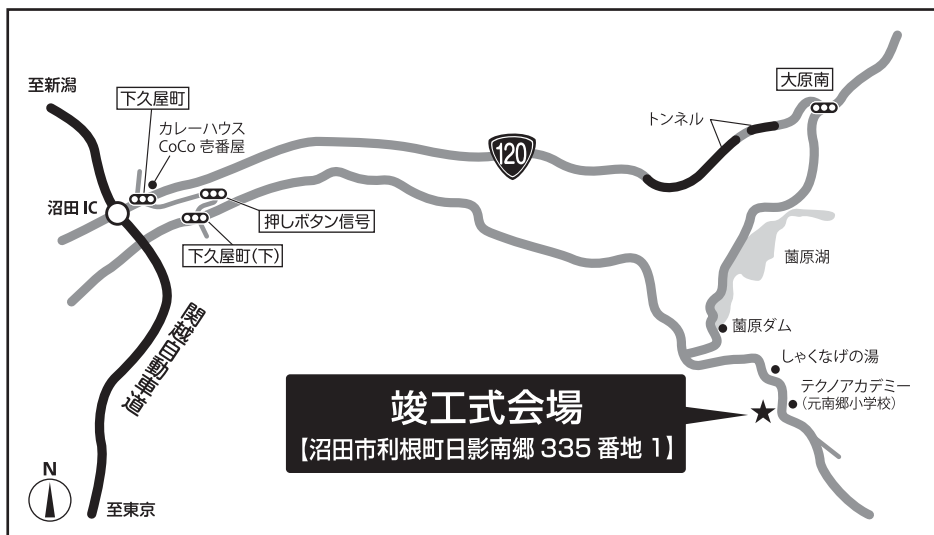 至新潟
下久屋町
カレーハウス
CoCo 壱番屋
沼田 IC
押しボタン信号
下久屋町(下)
120
トンネル
大原南
薗原湖
薗原ダム
しゃくなげの湯
テクノアカデミー
(元南郷小学校)
関越自動車道
竣工式会場
【沼田市利根町日影南郷 335 番地 1】
N
至東京